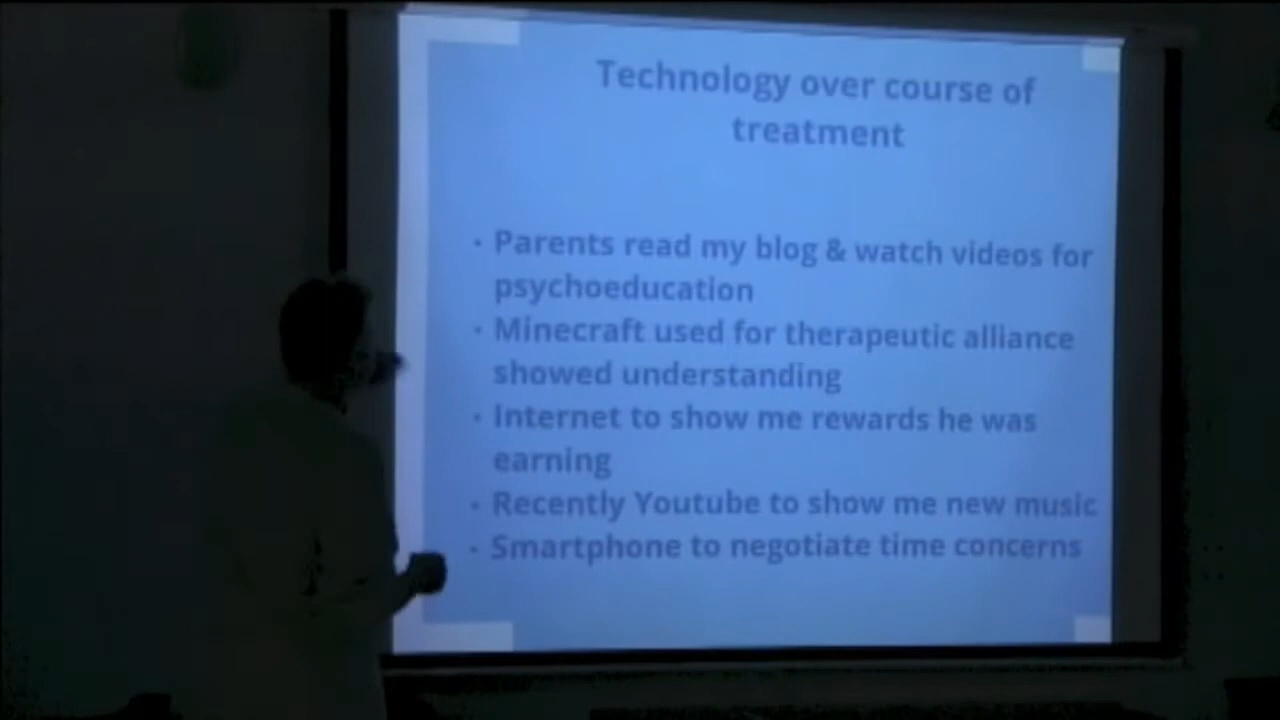 Technology over course of
treatment
• Parents read my blog & watch videos for
psychoeducation
• Minecraft used for therapeutic alliance
showed understanding
• Internet to show me rewards he was
earning
• Recently Youtube to show me new music
• Smartphone to negotiate time concerns